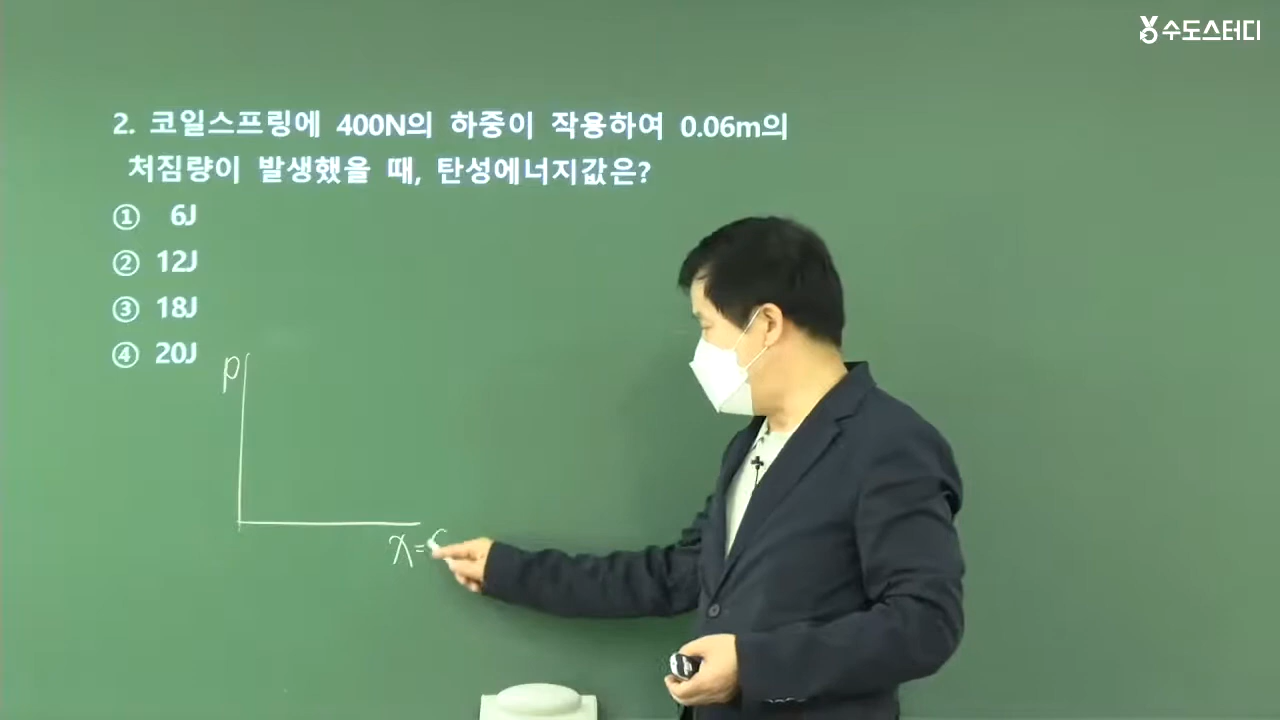 수도스터디
2. 코일스프링에 400N의 하중이 작용하여 0.06m의
처짐량이 발생했을 때, 탄성에너지값은?
① 6J
② 12J
③ 18J
④ 20J
P
x=